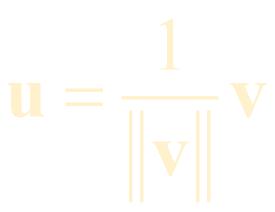 u = 1/‖v‖ v